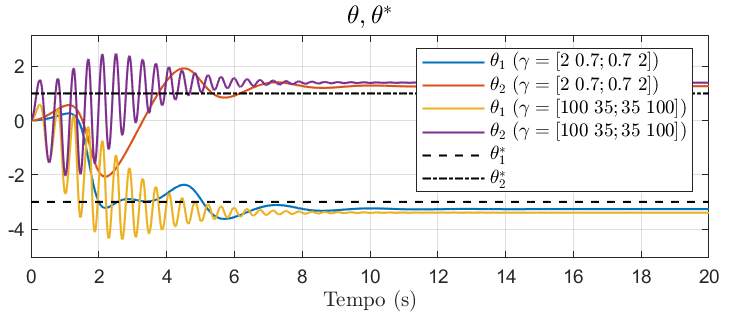 θ, θ*
θ₁ (γ = [2 0.7; 0.7 2])
θ₂ (γ = [2 0.7; 0.7 2])
θ₁ (γ = [100 35; 35 100])
θ₂ (γ = [100 35; 35 100])
θ₁*
θ₂*
2
0
-2
-4
0 2 4 6 8 10 12 14 16 18 20
Tempo (s)